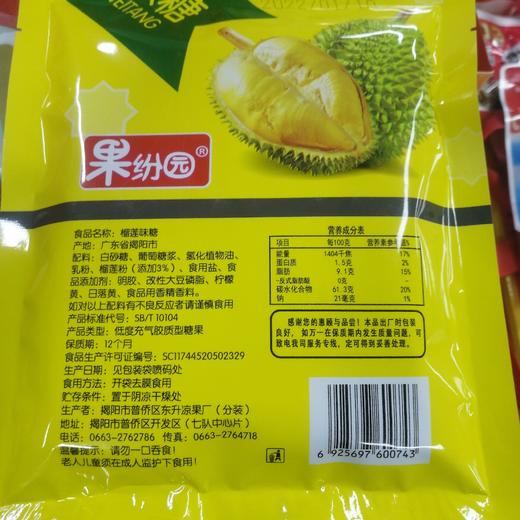 糖
EITANG
果纷园®
食品名称：榴莲味糖
产地：广东省揭阳市
配料：白砂糖、葡萄糖浆、氢化植物油、
乳粉、榴莲粉（添加3%）、食用盐、食
品添加剂：明胶、改性大豆磷脂、柠檬
黄、日落黄、食品用香精香料。
如对以上配料有不良反应者请谨慎食用
产品标准代号：SB/T 10104
产品类型：低度充气胶质型糖果
保质期：12个月
食品生产许可证编号：SC11744520502329
生产日期：见包装袋喷码处
食用方法：开袋去膜食用
贮存条件：置于阴凉干燥处
生产者：揭阳市普侨区东升凉果厂（分装）
地址：揭阳市普侨区开发区（七队中心片）
电话：0663-2762786 传真：0663-2764718
温馨提示：请勿一口吞食！
老人儿童须在成人监护下食用！
营养成分表
项目 每100克 营养素参考值%
能量 1404千焦 17%
蛋白质 1.5克 2%
脂肪 9.1克 15%
-反式脂肪酸 0克
碳水化合物 61.3克 20%
钠 21毫克 1%
感谢您的惠顾与品尝！本品出厂时包装
良好，如万一在保质期内发生质量问题，可
致电我司服务专线，定可得到妥善处理。
6 925697 600743